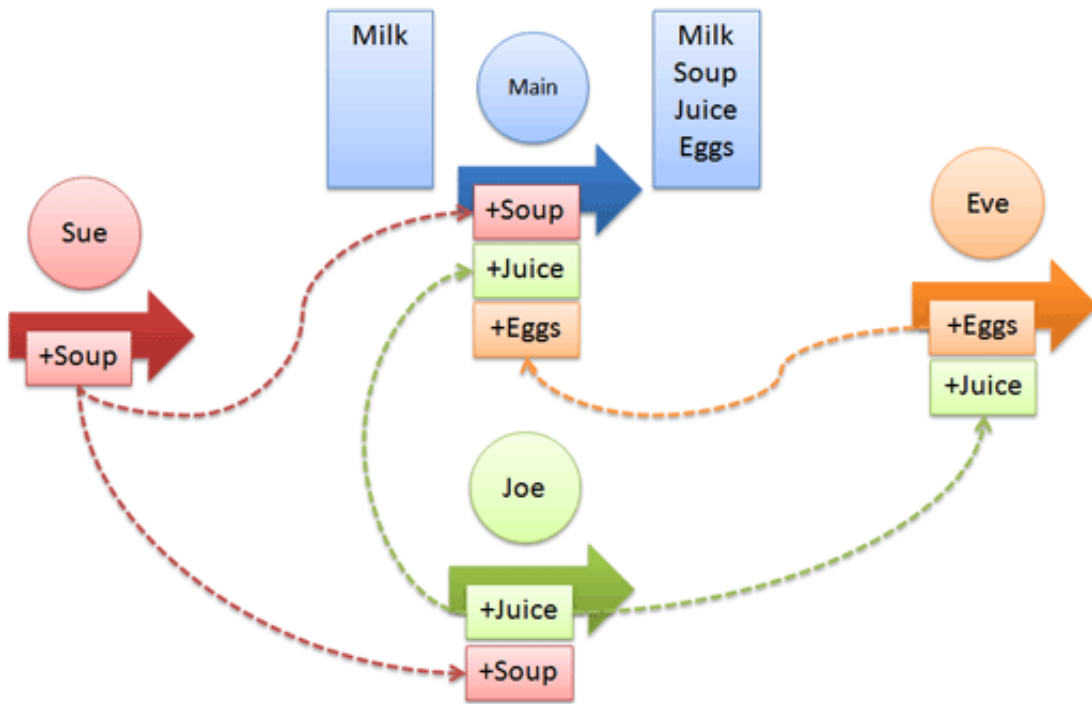 Milk
Main
Milk
Soup
Juice
Eggs
Sue
+Soup
+Soup
+Juice
+Eggs
Eve
+Eggs
+Juice
Joe
+Juice
+Soup